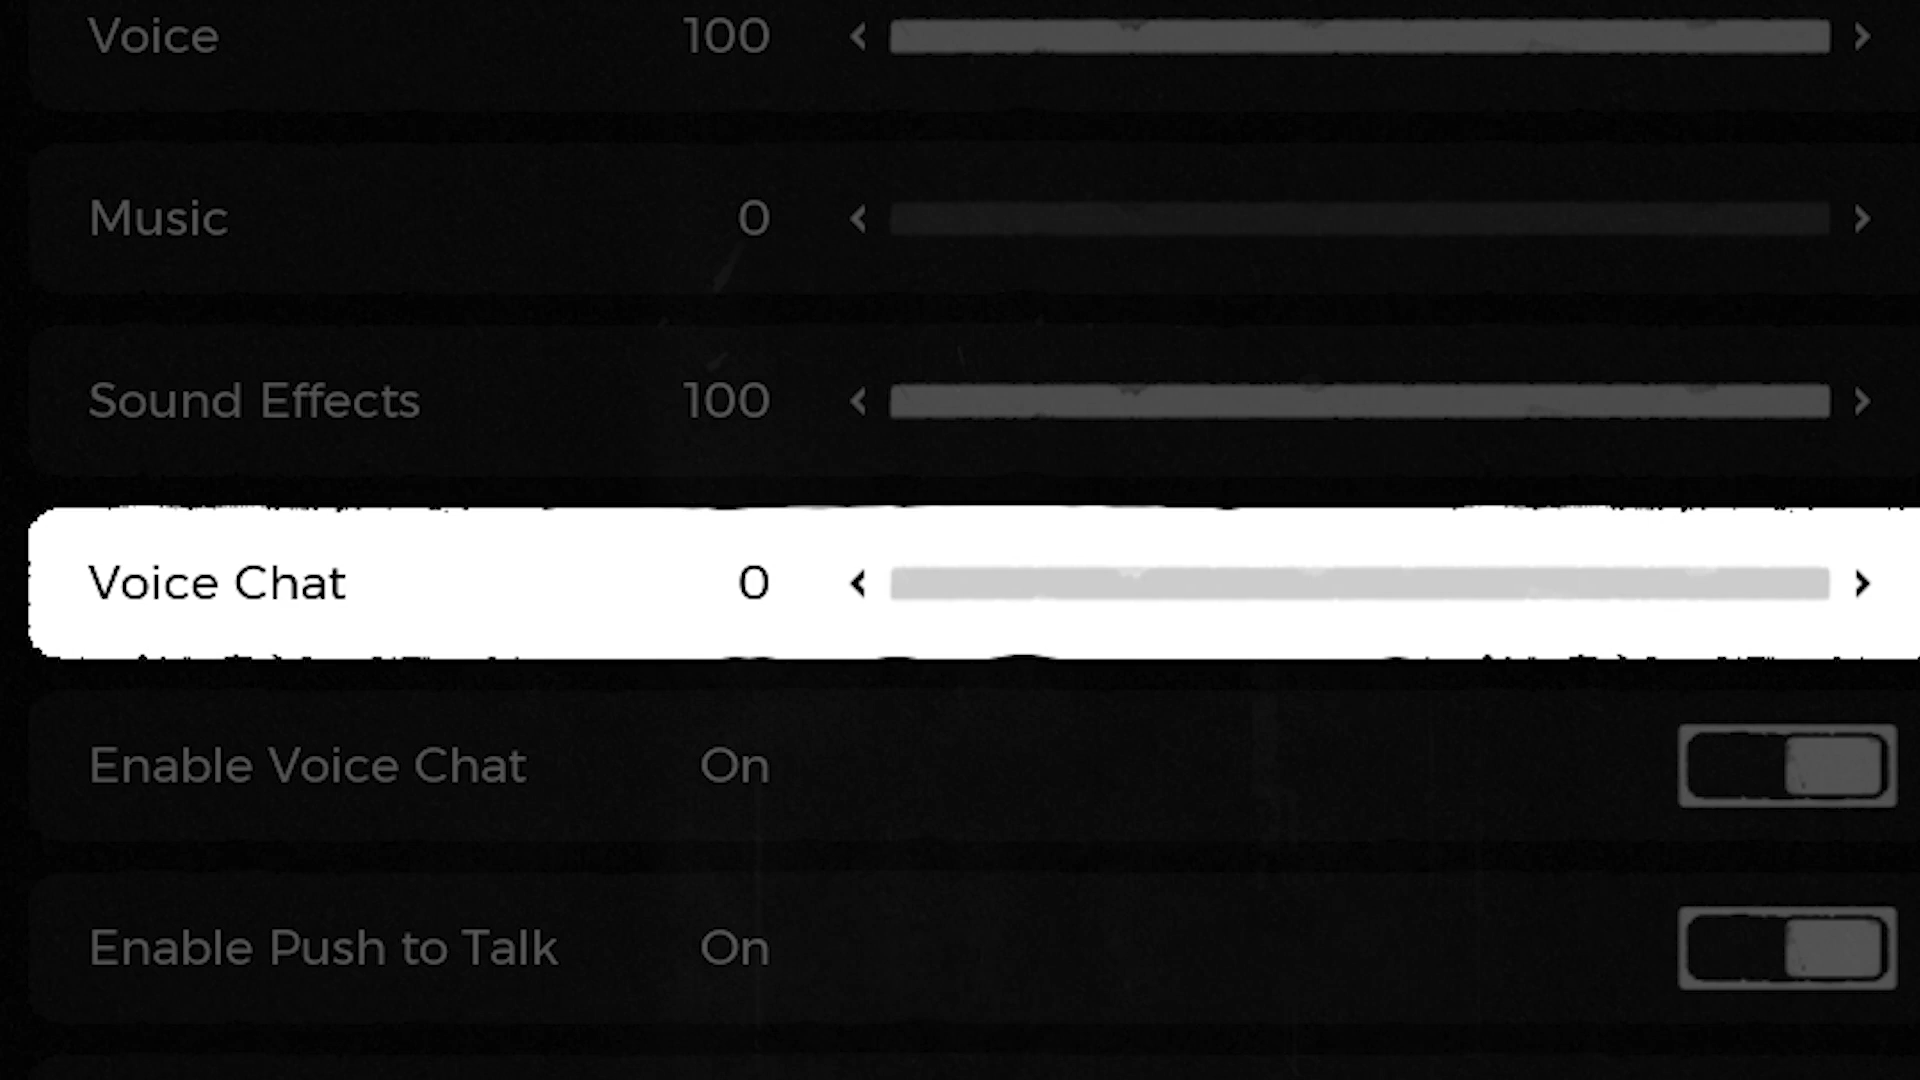 Voice 100
Music 0
Sound Effects 100
Voice Chat 0
Enable Voice Chat On
Enable Push to Talk On